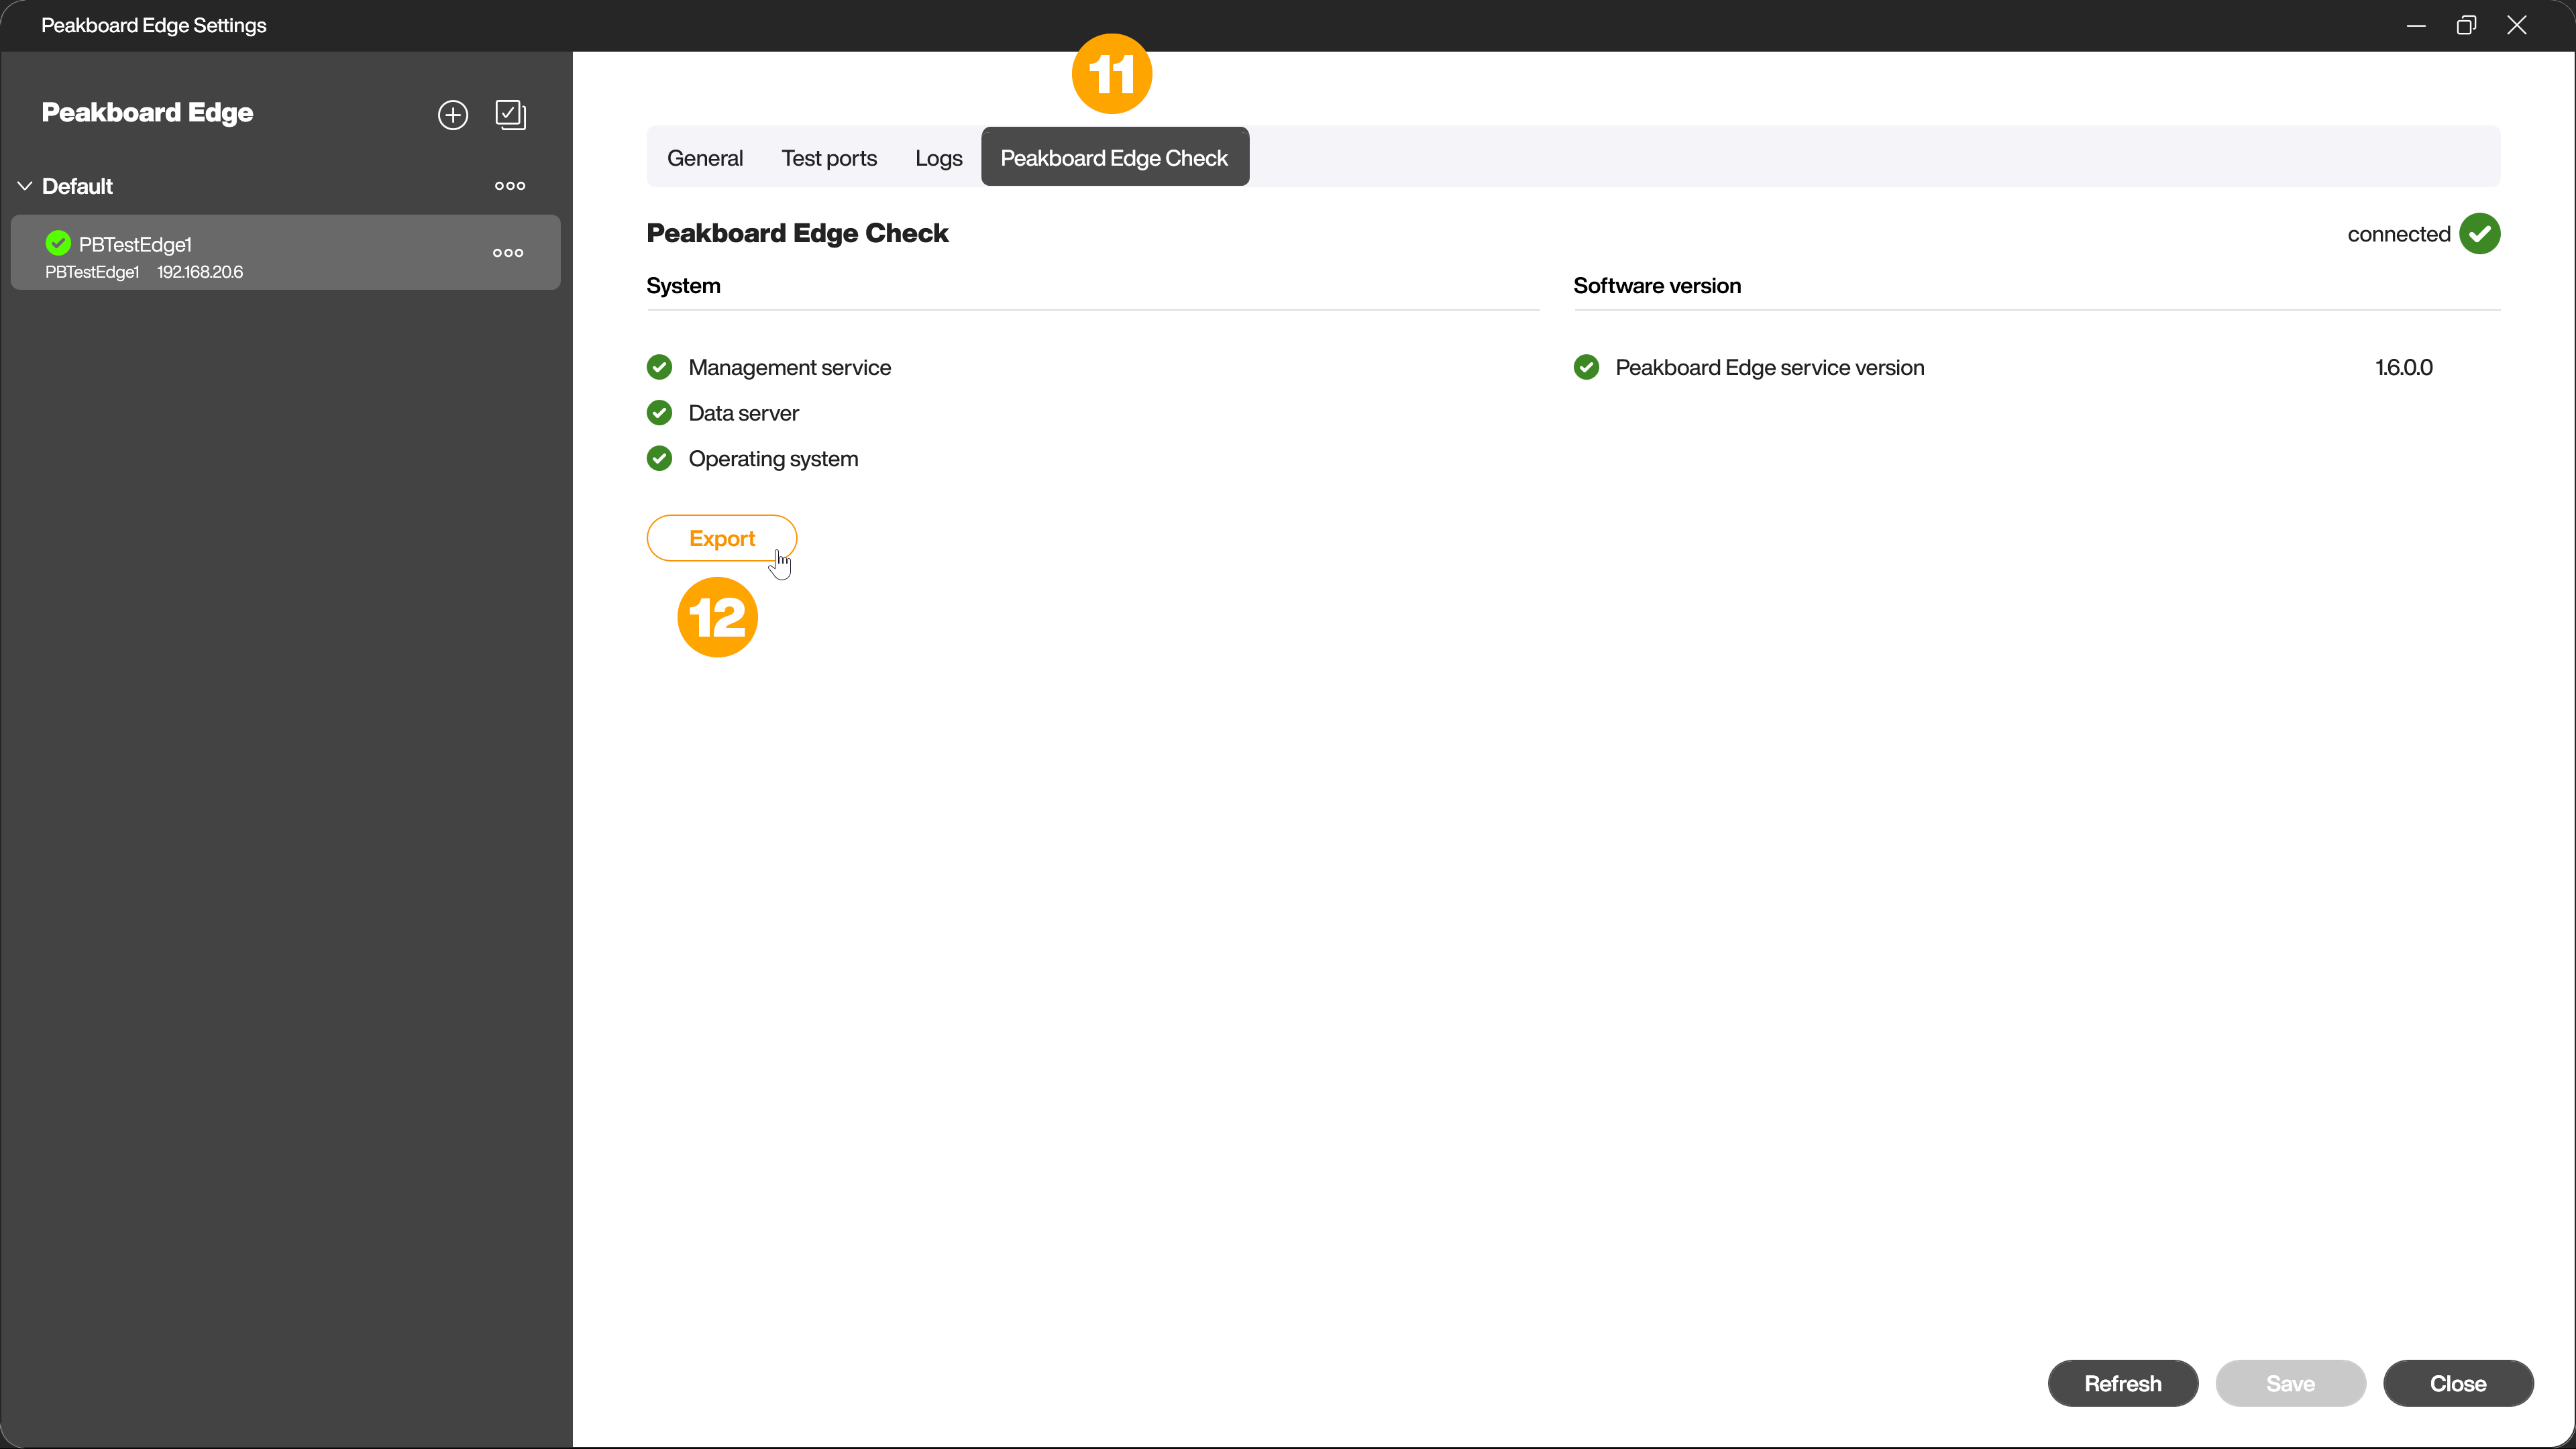 Peakboard Edge Settings
Peakboard Edge
Default
PBTestEdge1
PBTestEdge1 192.168.20.6
11
General Test ports Logs Peakboard Edge Check
Peakboard Edge Check
connected
System
Software version
Management service
Data server
Operating system
Peakboard Edge service version 1.6.0.0
Export
12
Refresh Save Close